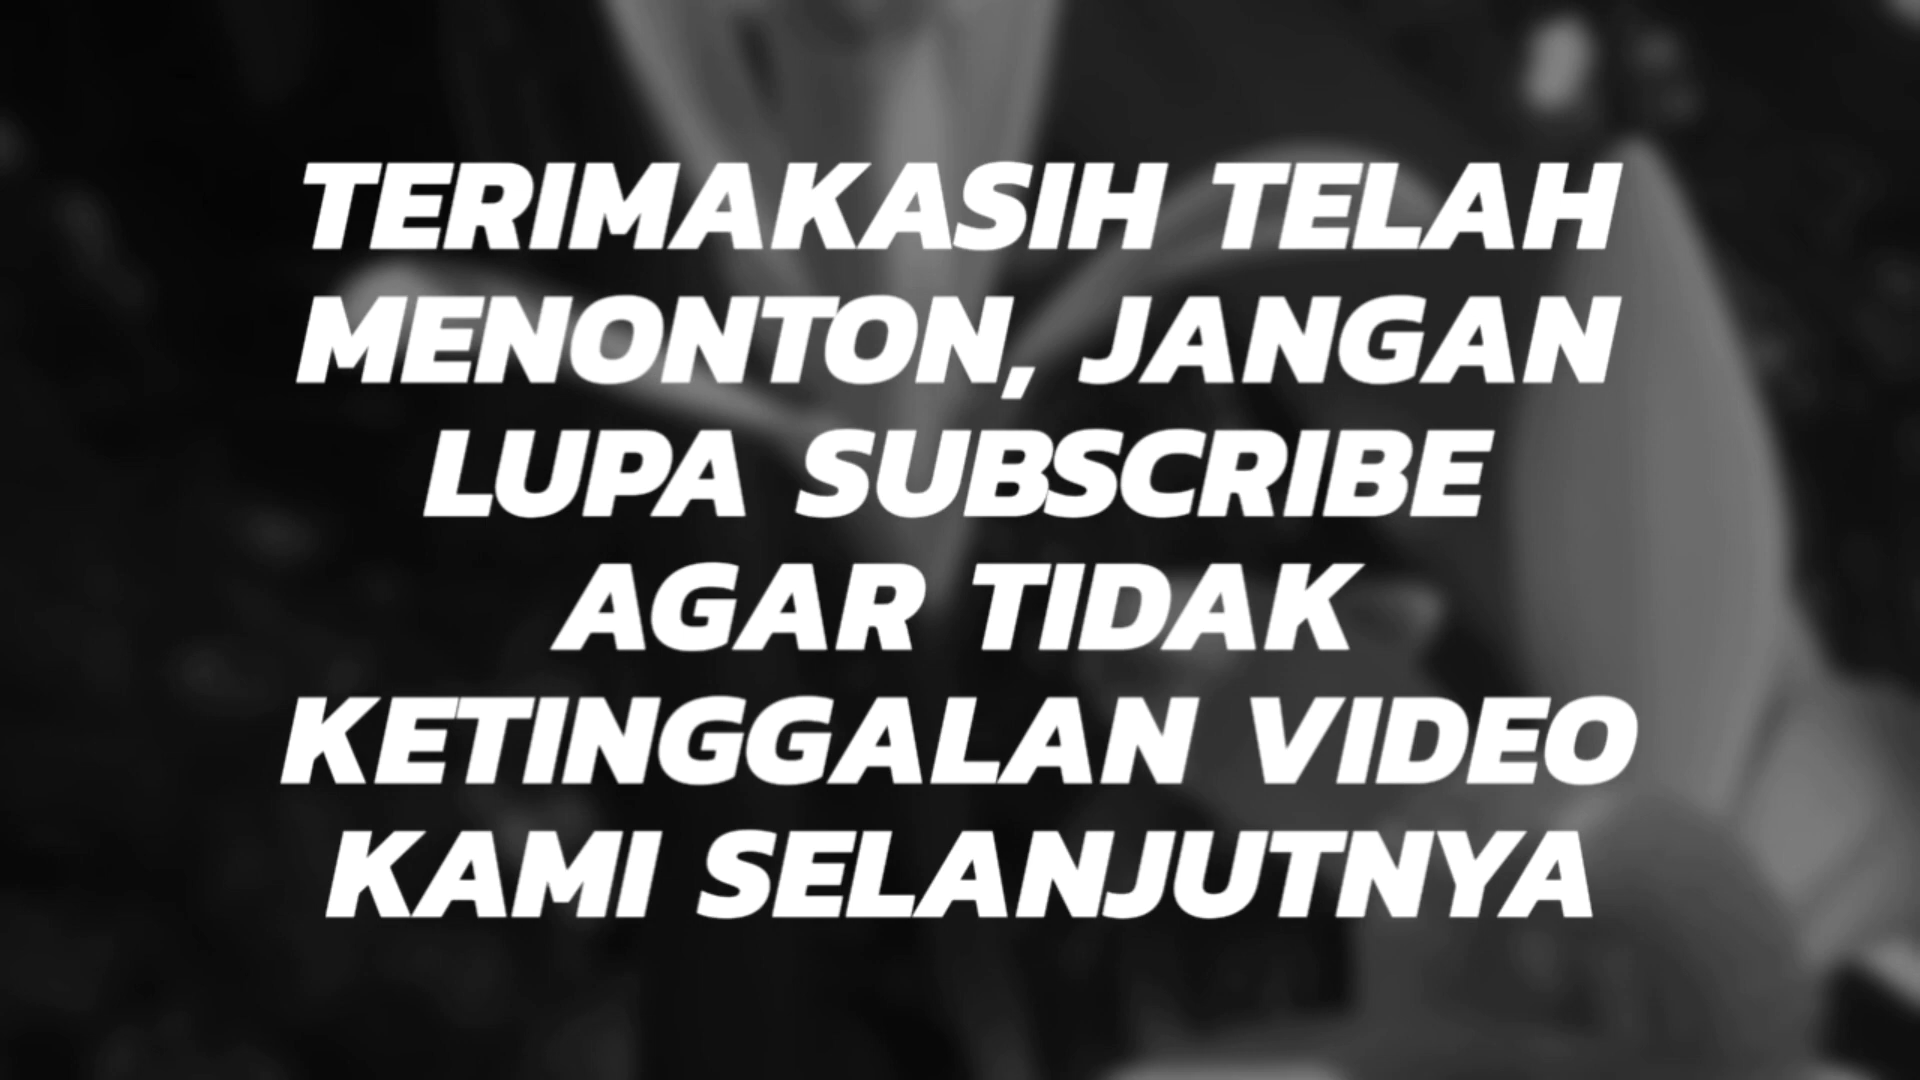 TERIMAKASIH TELAH
MENONTON, JANGAN
LUPA SUBSCRIBE
AGAR TIDAK
KETINGGALAN VIDEO
KAMI SELANJUTNYA